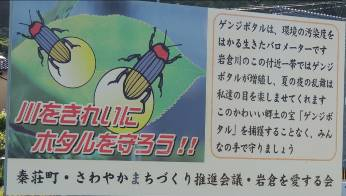 川をきれいに
ホタルを守ろう!!
ゲンジボタルは、環境の汚染度を
はかる生きたバロメーターです
岩倉川のこの付近一帯ではゲンジ
ボタルが増殖し、夏の夜の乱舞は
私達の目を楽しませてくれます
このかわいい郷土の宝「ゲンジボ
タル」を捕獲することなく、みん
なの手で守りましょう
秦荘町・さわやかまちづくり推進会議・岩倉を愛する会